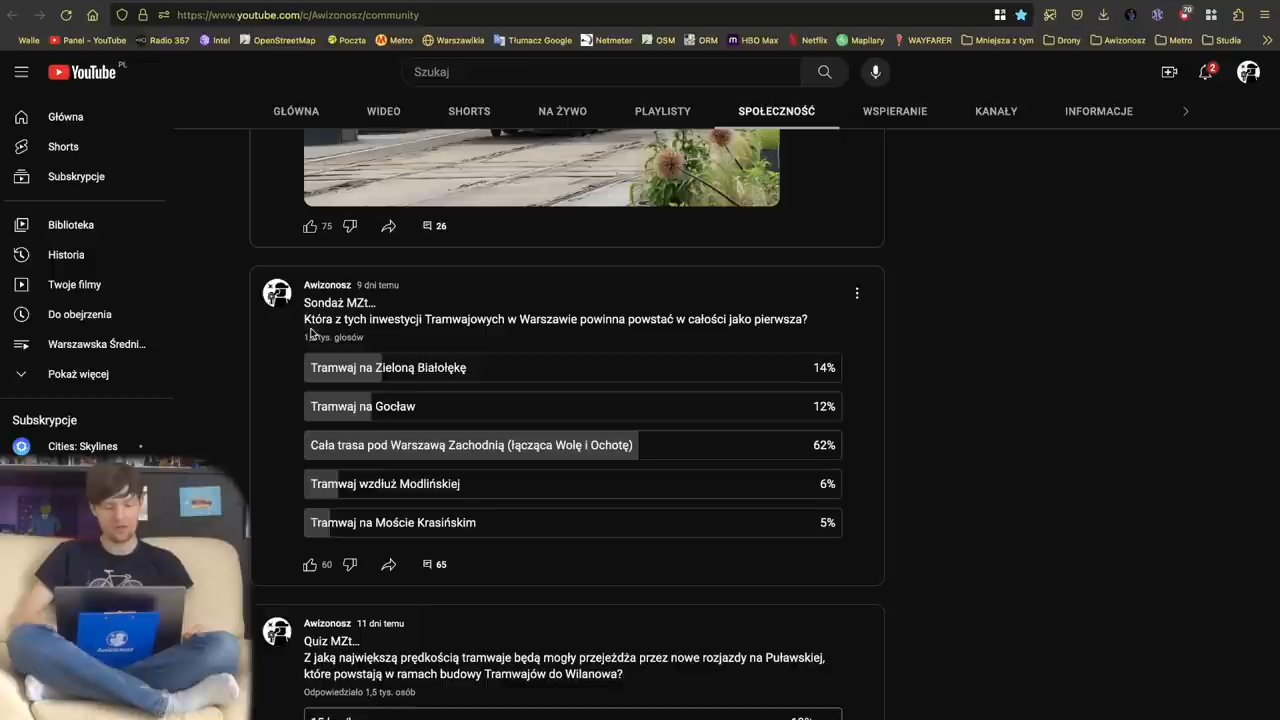 https://www.youtube.com/c/Awizonosz/community
70
Walle
Panel – YouTube
Radio 357
Intel
OpenStreetMap
Poczta
Metro
Warszawikia
Tłumacz Google
Netmeter
OSM
ORM
HBO Max
Netflix
Mapilary
WAYFARER
Mniejsza z tym
Drony
Awizonosz
Metro
Studia
YouTube PL
Szukaj
2
GŁÓWNA
WIDEO
SHORTS
NA ŻYWO
PLAYLISTY
SPOŁECZNOŚĆ
WSPIERANIE
KANAŁY
INFORMACJE
Główna
Shorts
Subskrypcje
Biblioteka
Historia
Twoje filmy
Do obejrzenia
Warszawska Średni...
Pokaż więcej
Subskrypcje
Cities: Skylines
75
26
Awizonosz 9 dni temu
Sondaż MZt...
Która z tych inwestycji Tramwajowych w Warszawie powinna powstać w całości jako pierwsza?
tys. głosów
Tramwaj na Zieloną Białołękę 14%
Tramwaj na Gocław 12%
Cała trasa pod Warszawą Zachodnią (łącząca Wolę i Ochotę) 62%
Tramwaj wzdłuż Modlińskiej 6%
Tramwaj na Moście Krasińskim 5%
60
65
Awizonosz 11 dni temu
Quiz MZt...
Z jaką największą prędkością tramwaje będą mogły przejeżdża przez nowe rozjazdy na Puławskiej,
które powstają w ramach budowy Tramwajów do Wilanowa?
Odpowiedziało 1,5 tys. osób